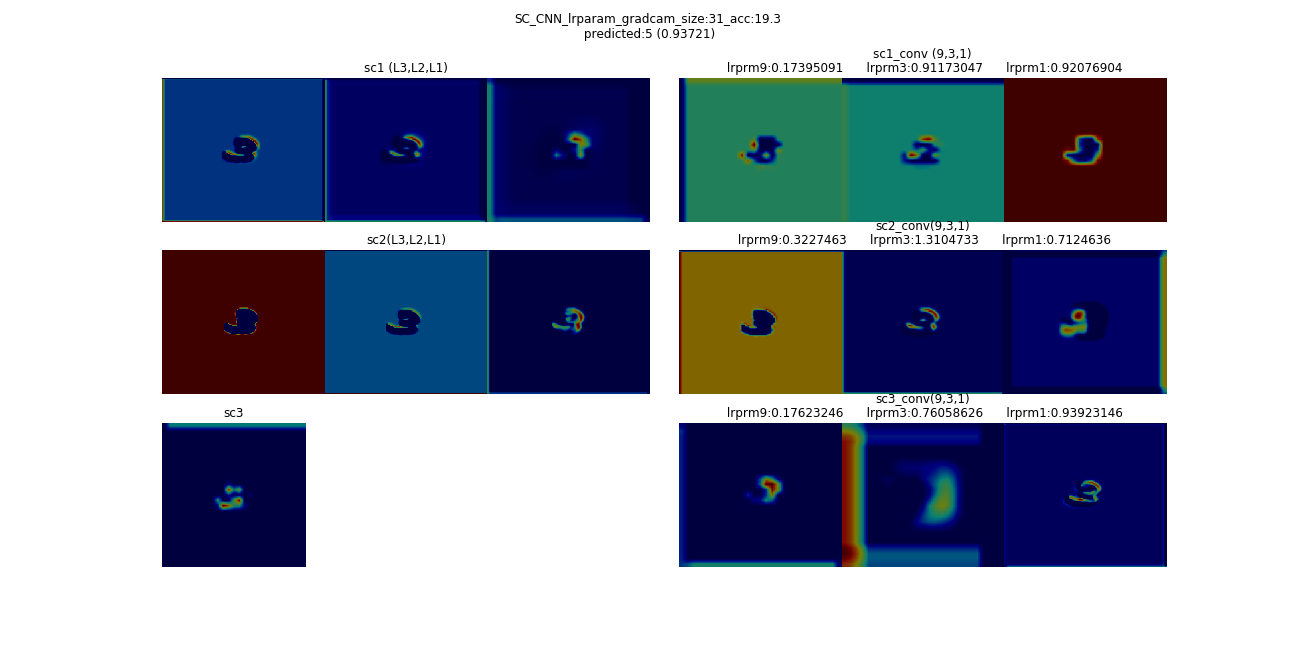 SC_CNN_lrparam_gradcam_size:31_acc:19.3
predicted:5 (0.93721)
sc1 (L3,L2,L1)
sc1_conv (9,3,1)
lrprm9:0.17395091 lrprm3:0.91173047 lrprm1:0.92076904
sc2(L3,L2,L1)
sc2_conv(9,3,1)
lrprm9:0.3227463 lrprm3:1.3104733 lrprm1:0.7124636
sc3
sc3_conv(9,3,1)
lrprm9:0.17623246 lrprm3:0.76058626 lrprm1:0.93923146